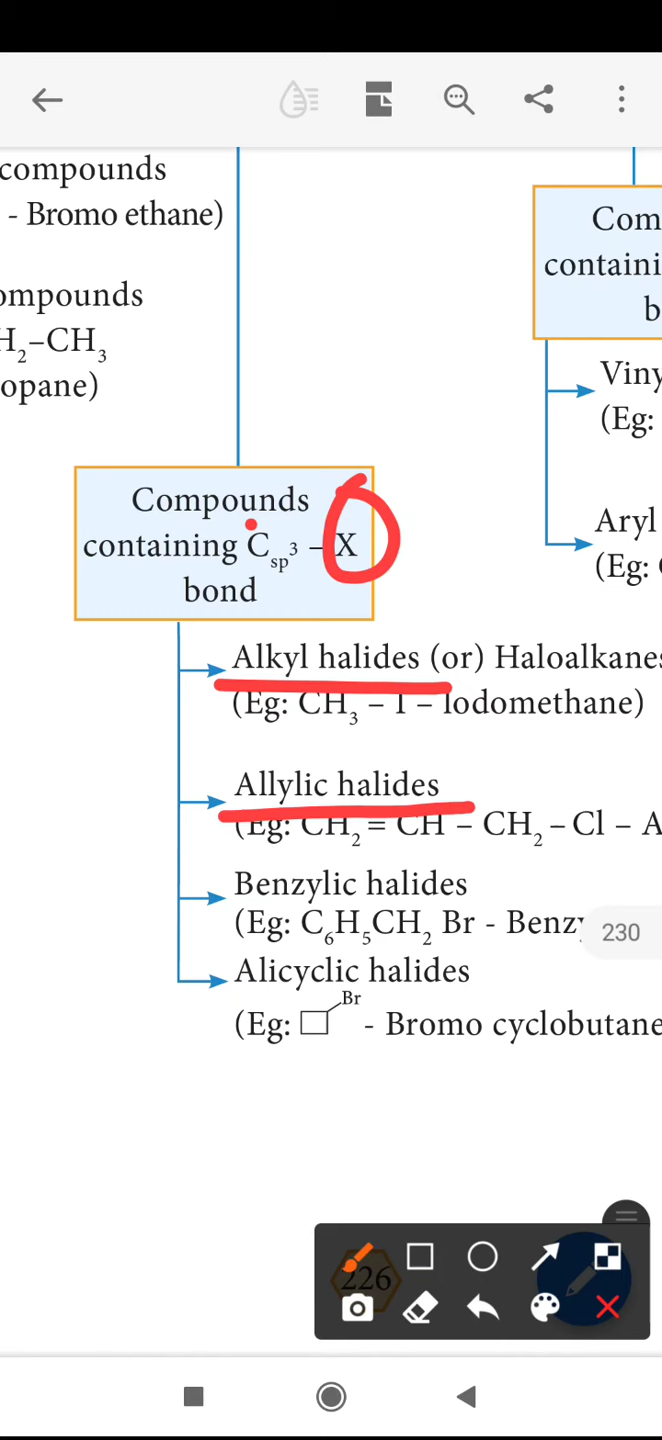 compounds
- Bromo ethane)
ompounds
H₂–CH₃
opane)
Com
containi
b
Viny
(Eg:
Aryl
(Eg:
Compounds
containing C sp³ – X
bond
Alkyl halides (or) Haloalkanes
(Eg: CH₃ – I – Iodomethane)
Allylic halides
(Eg: CH₂ = CH – CH₂ – Cl – A
Benzylic halides
(Eg: C₆H₅CH₂ Br - Benzy
230
Alicyclic halides
Br
(Eg: - Bromo cyclobutane
226